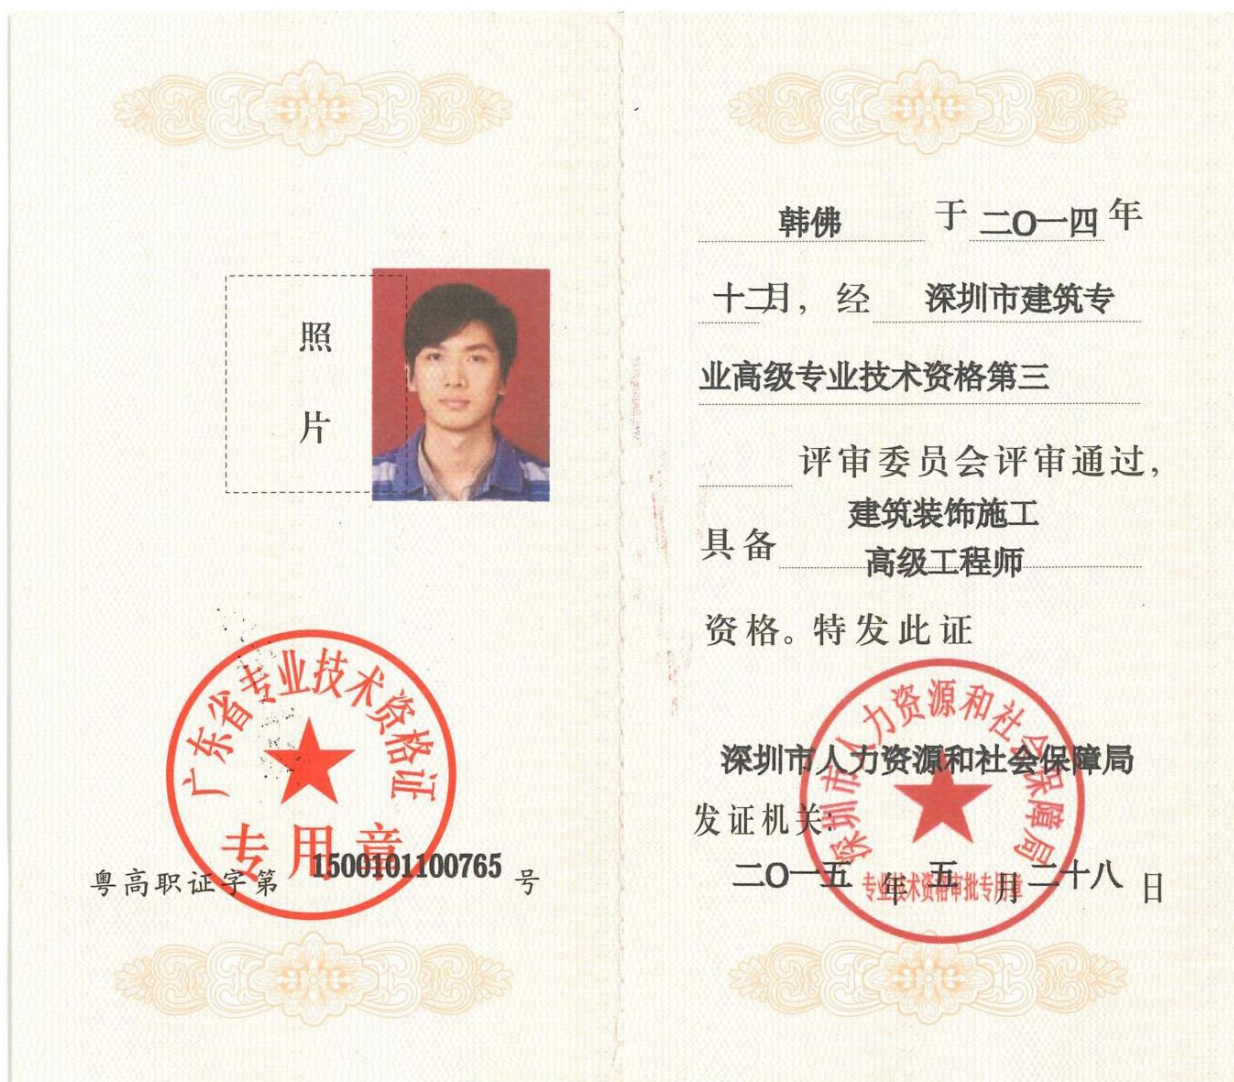 照
片
广东省专业技术资格证
专用章
粤高职证字第 1500101100765 号
韩佛 于 二〇一四 年
十二月，经 深圳市建筑专
业高级专业技术资格第三
评审委员会评审通过，
建筑装饰施工
具备 高级工程师
资格。特发此证
深圳市人力资源和社会保障局
深圳市人力资源和社会保障局
发证机关：
二〇一五 年 五 月 二十八 日
专业技术资格审批专用章